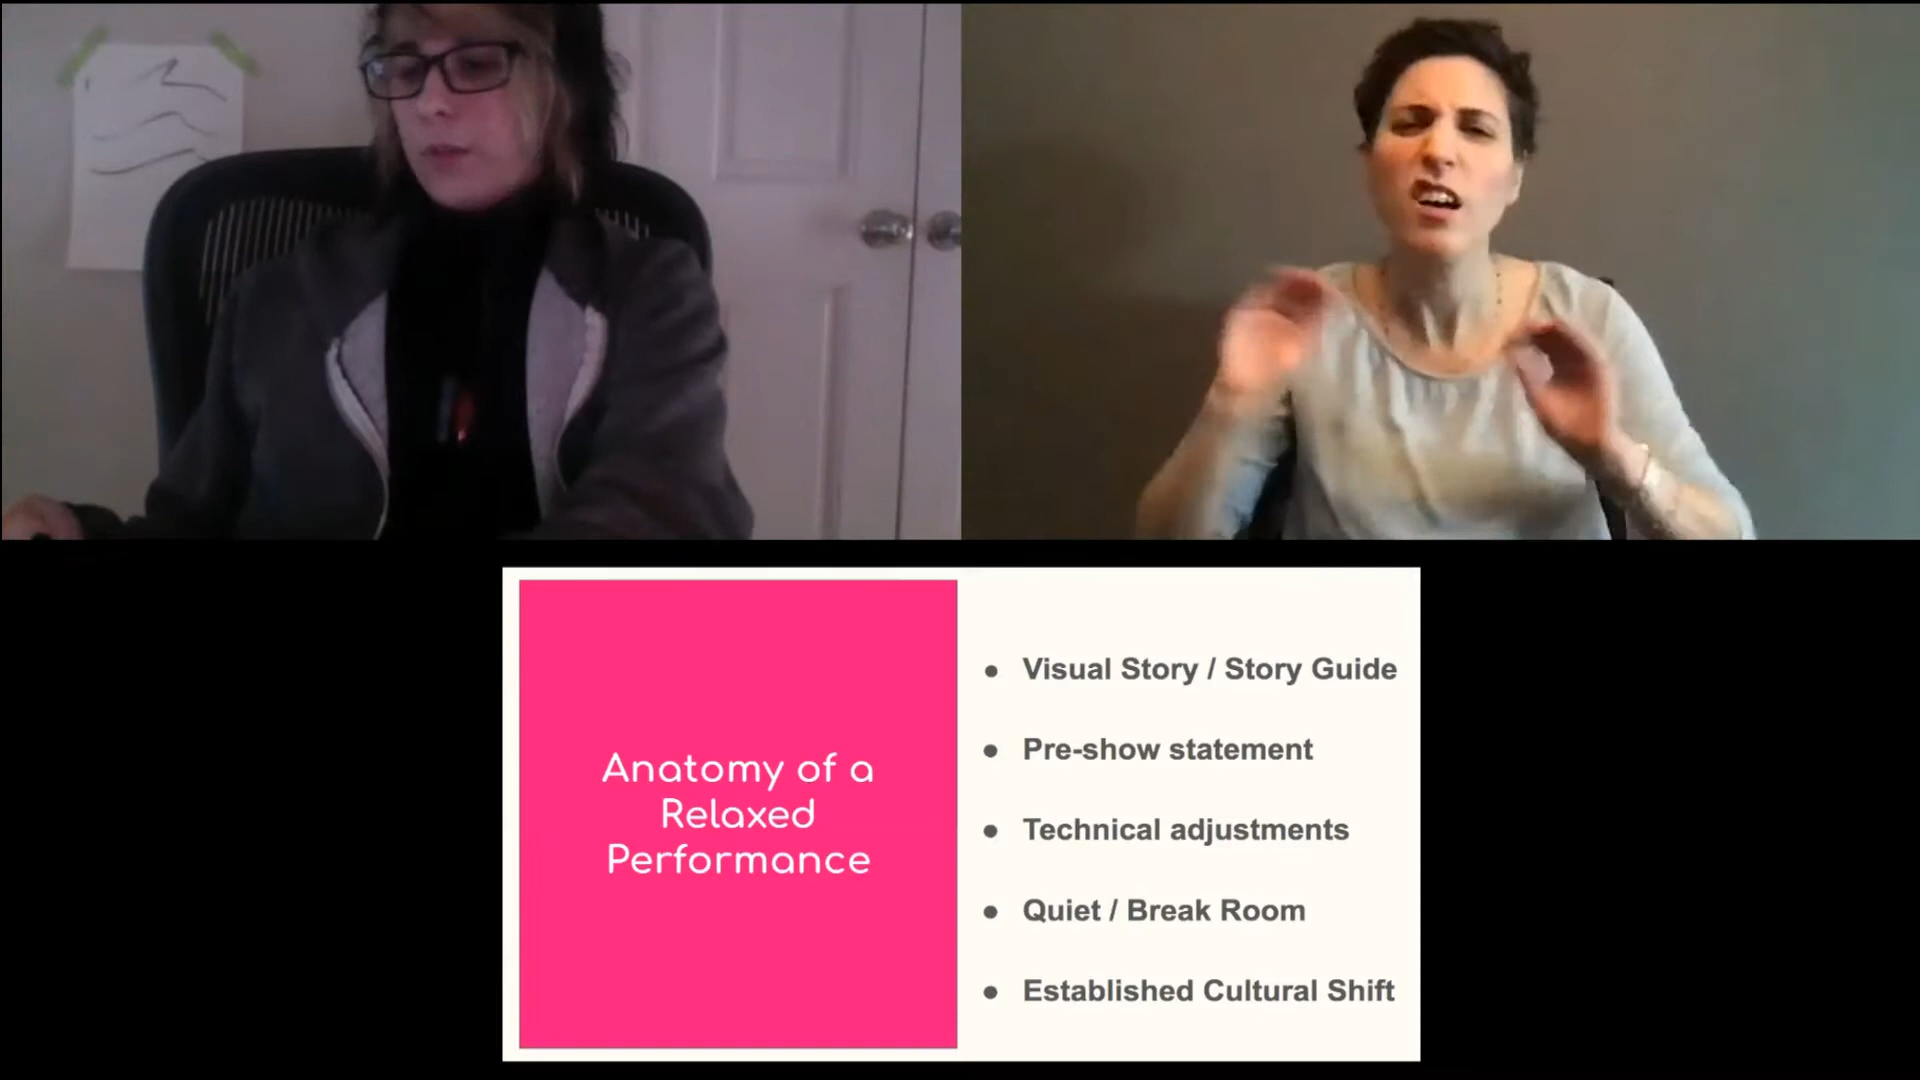 Anatomy of a
Relaxed
Performance
● Visual Story / Story Guide
● Pre-show statement
● Technical adjustments
● Quiet / Break Room
● Established Cultural Shift